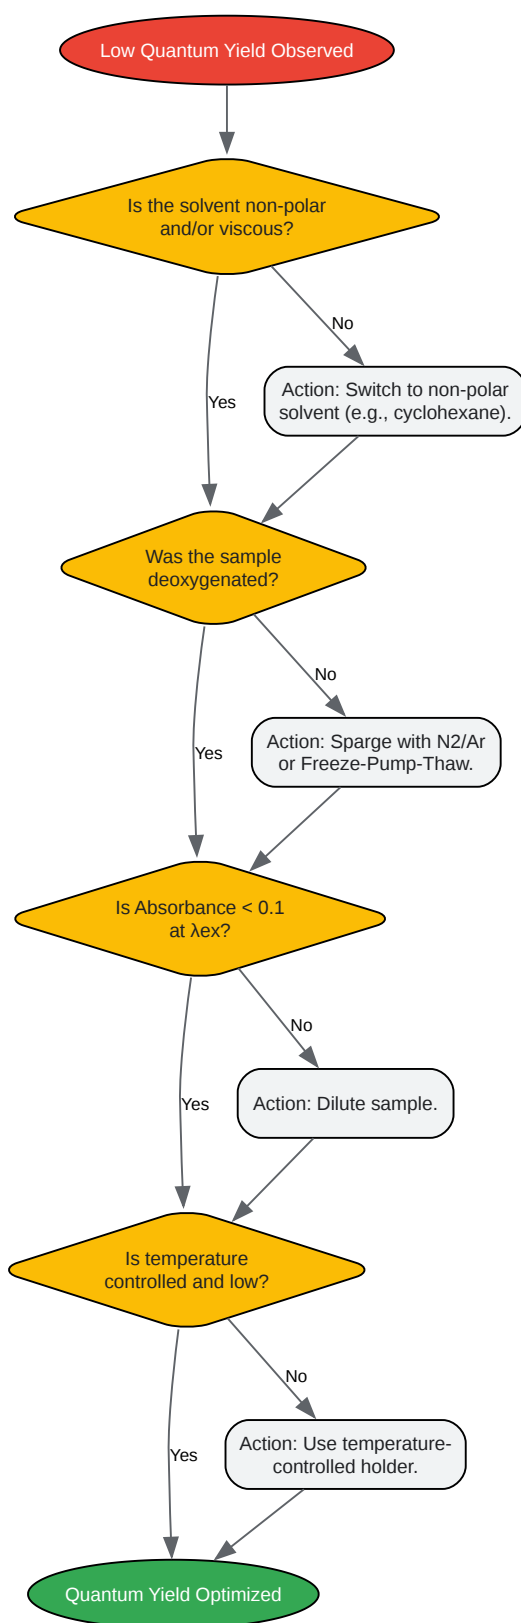 Low Quantum Yield Observed
Is the solvent non-polar
and/or viscous?
No
Action: Switch to non-polar
solvent (e.g., cyclohexane).
Yes
Was the sample
deoxygenated?
No
Action: Sparge with N2/Ar
or Freeze-Pump-Thaw.
Yes
Is Absorbance < 0.1
at λex?
No
Action: Dilute sample.
Yes
Is temperature
controlled and low?
No
Action: Use temperature-
controlled holder.
Yes
Quantum Yield Optimized